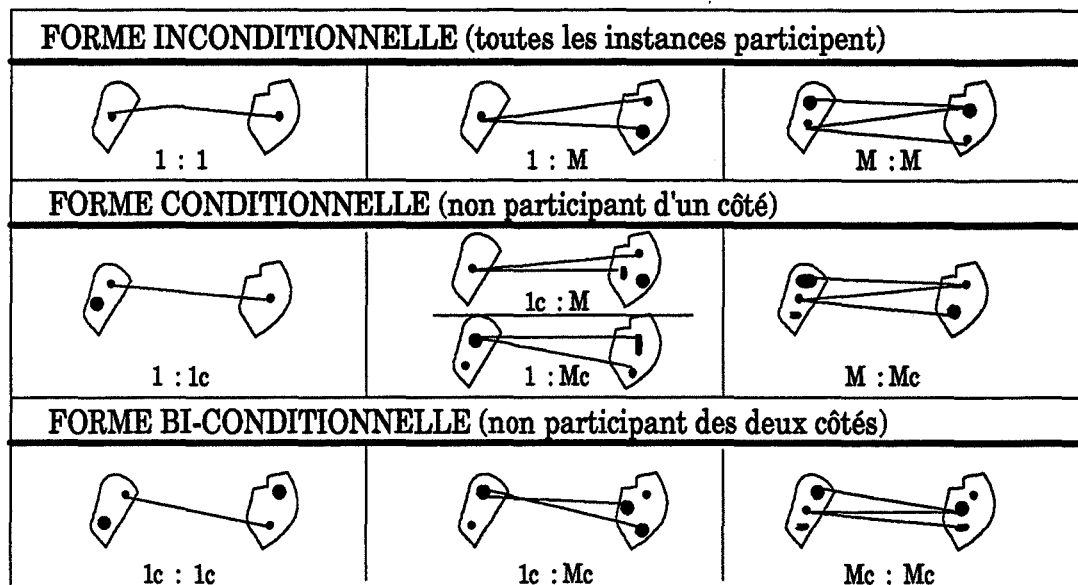 FORME INCONDITIONNELLE (toutes les instances participent)
1 : 1
1 : M
M : M
FORME CONDITIONNELLE (non participant d'un côté)
1c : M
1 : 1c
1 : Mc
M : Mc
FORME BI-CONDITIONNELLE (non participant des deux côtés)
1c : 1c
1c : Mc
Mc : Mc